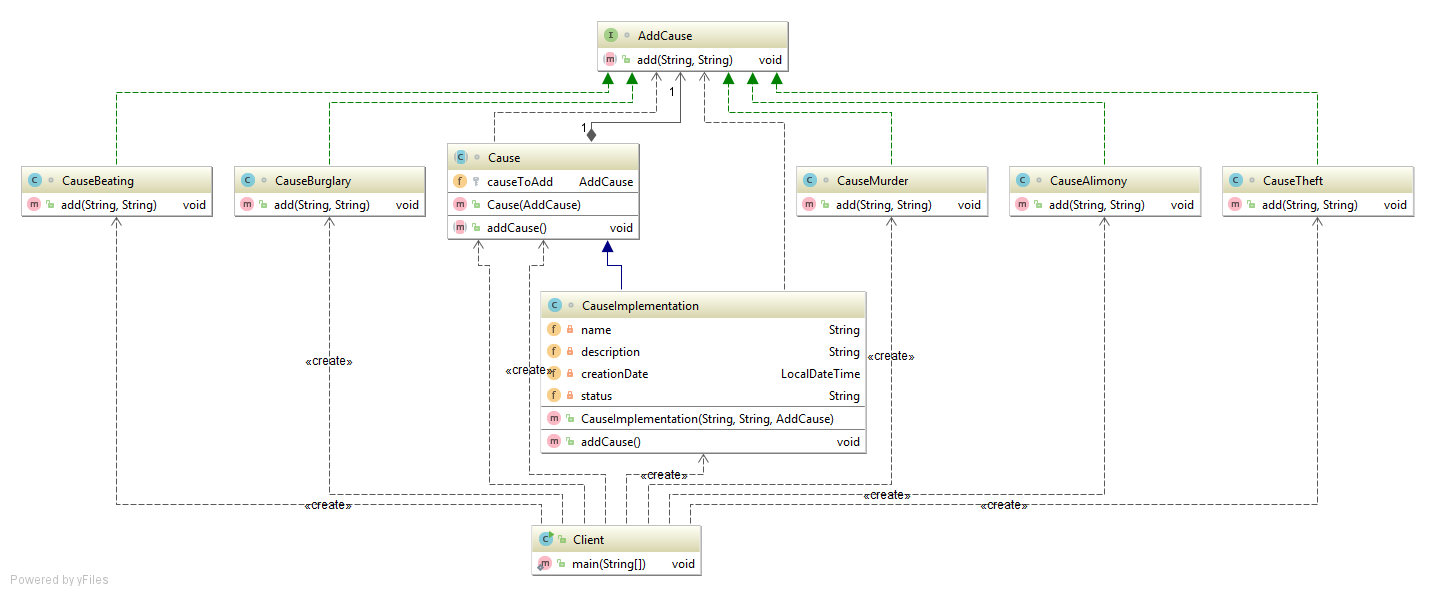 AddCause
add(String, String) void
1
1
CauseBeating
add(String, String) void
CauseBurglary
add(String, String) void
Cause
causeToAdd AddCause
Cause(AddCause)
addCause() void
CauseMurder
add(String, String) void
CauseAlimony
add(String, String) void
CauseTheft
add(String, String) void
CauseImplementation
name String
description String
creationDate LocalDateTime
status String
CauseImplementation(String, String, AddCause)
addCause() void
«create»
«create»
«create»
«create»
«create»
«create»
«create»
Client
main(String[]) void
Powered by yFiles